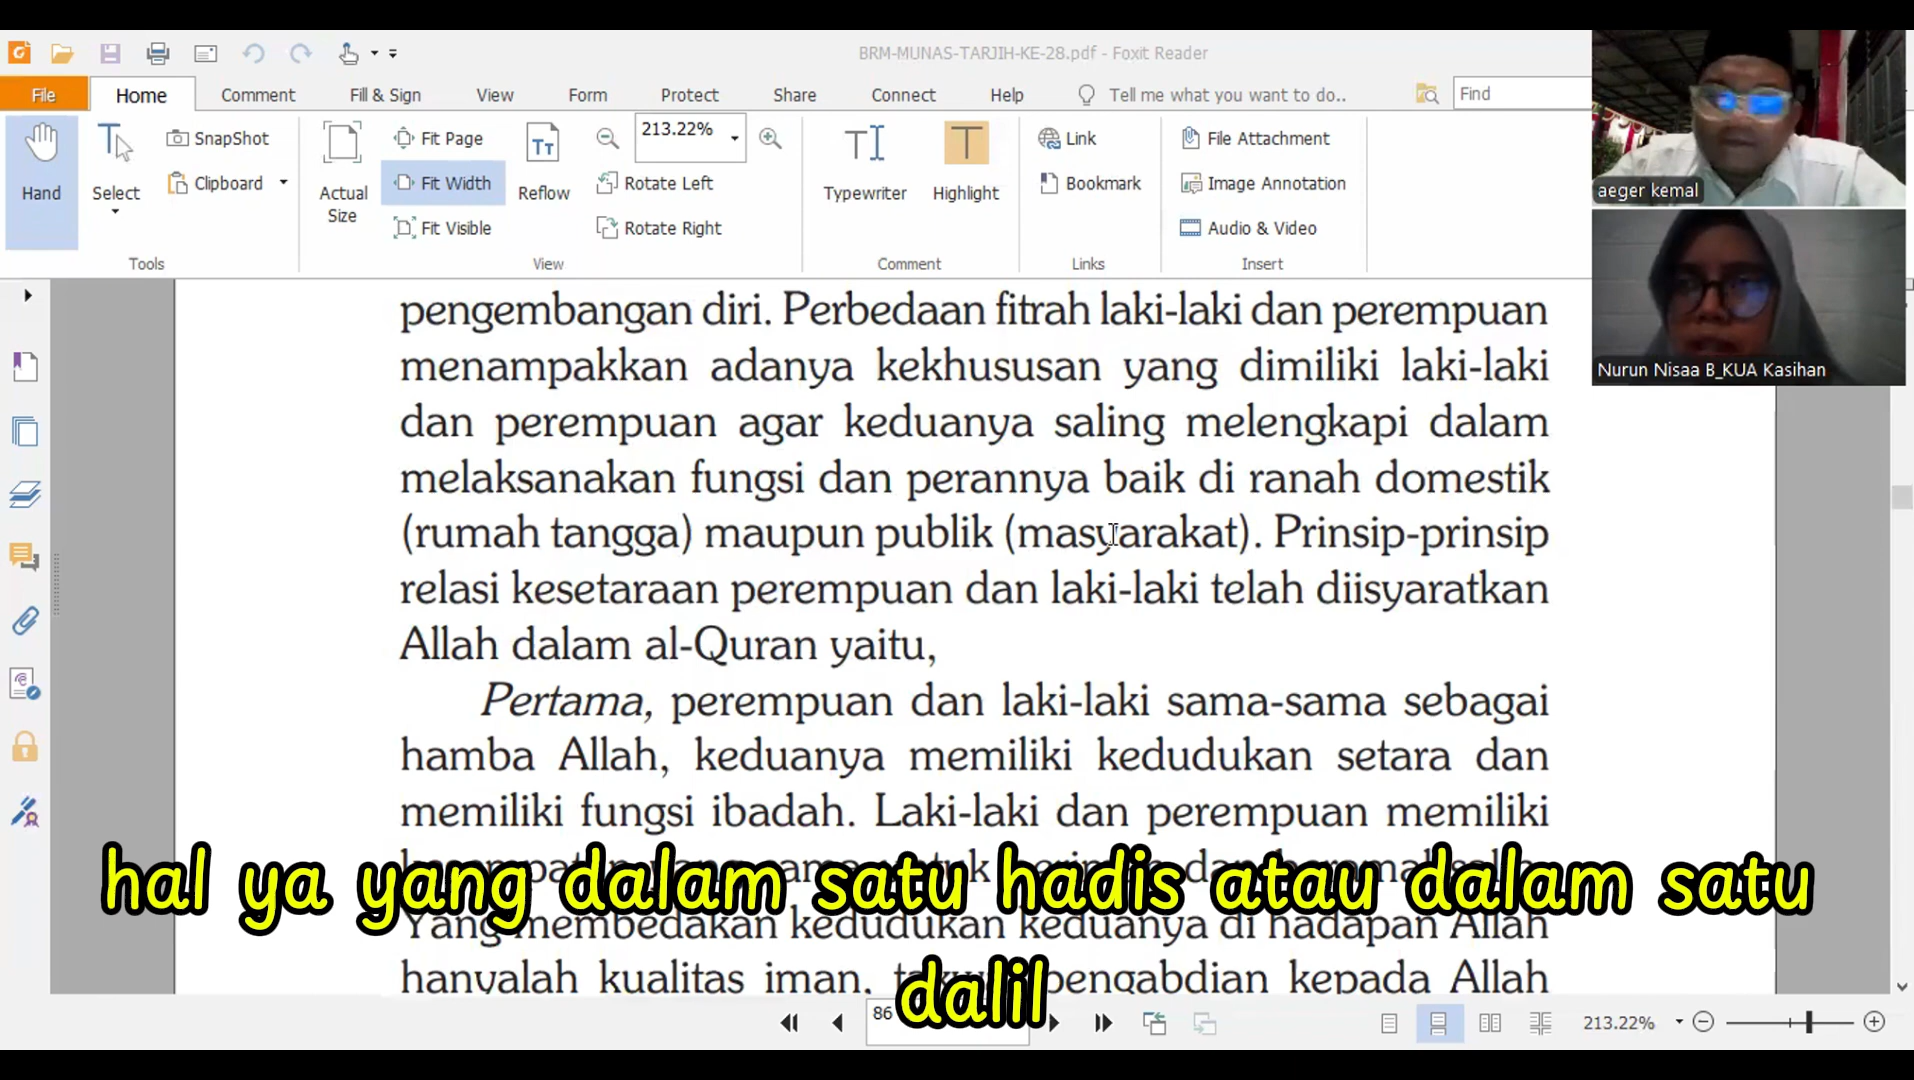 BRM-MUNAS-TARJIH-KE-28.pdf - Foxit Reader
File Home Comment Fill & Sign View Form Protect Share Connect Help Tell me what you want to do.. Find
Hand
Select
SnapShot
Clipboard
Tools
Actual Size
Fit Page
Fit Width
Fit Visible
Reflow
213.22%
Rotate Left
Rotate Right
View
Typewriter
Highlight
Comment
Link
Bookmark
Links
File Attachment
Image Annotation
Audio & Video
Insert
aeger kemal
Nurun Nisaa B_KUA Kasihan
pengembangan diri. Perbedaan fitrah laki-laki dan perempuan
menampakkan adanya kekhususan yang dimiliki laki-laki
dan perempuan agar keduanya saling melengkapi dalam
melaksanakan fungsi dan perannya baik di ranah domestik
(rumah tangga) maupun publik (masyarakat). Prinsip-prinsip
relasi kesetaraan perempuan dan laki-laki telah diisyaratkan
Allah dalam al-Quran yaitu,
Pertama, perempuan dan laki-laki sama-sama sebagai
hamba Allah, keduanya memiliki kedudukan setara dan
memiliki fungsi ibadah. Laki-laki dan perempuan memiliki
hal ya yang dalam satu hadis atau dalam satu
dalil
Yang membedakan kedudukan keduanya di hadapan Allah
hanyalah kualitas iman, pengabdian kepada Allah
86
213.22%